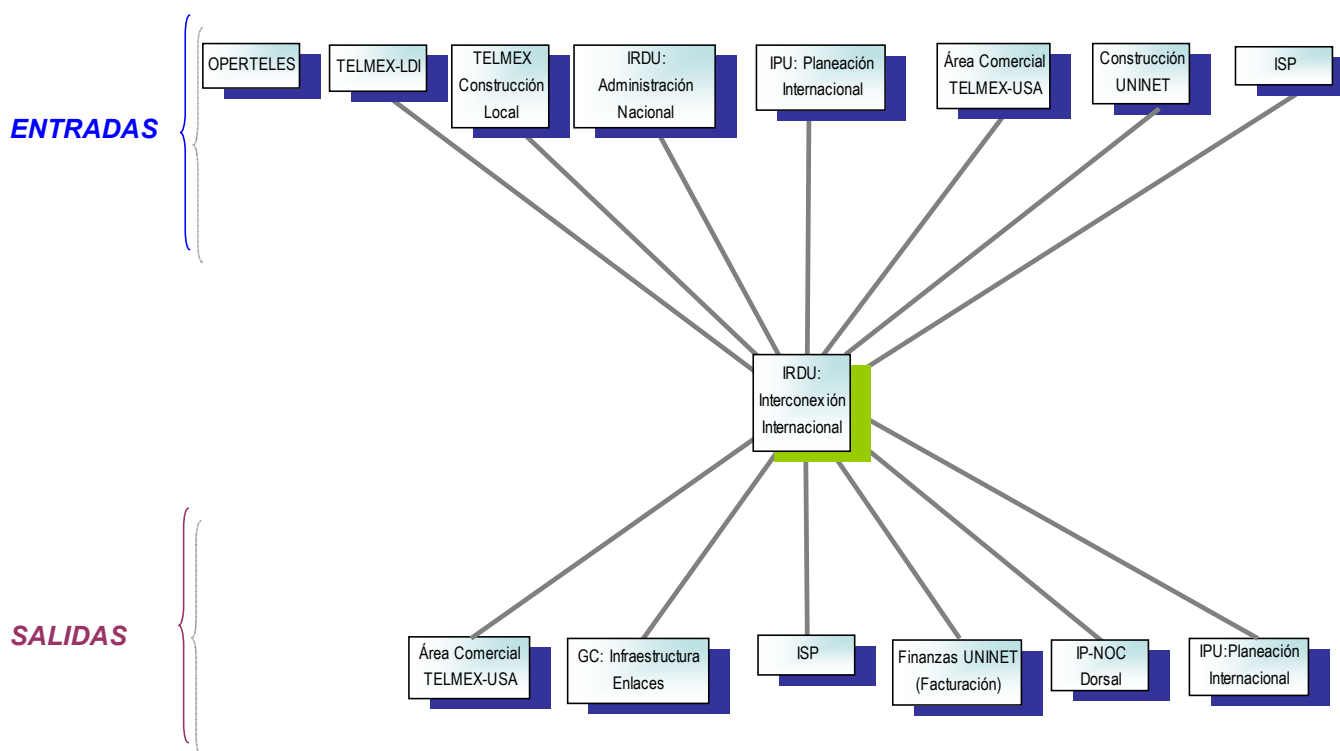 ENTRADAS
OPERTELES
TELMEX-LDI
TELMEX
Construcción
Local
IRDU:
Administración
Nacional
IPU: Planeación
Internacional
Área Comercial
TELMEX-USA
Construcción
UNINET
ISP
IRDU:
Interconexión
Internacional
SALIDAS
Área Comercial
TELMEX-USA
GC: Infraestructura
Enlaces
ISP
Finanzas UNINET
(Facturación)
IP-NOC
Dorsal
IPU:Planeación
Internacional